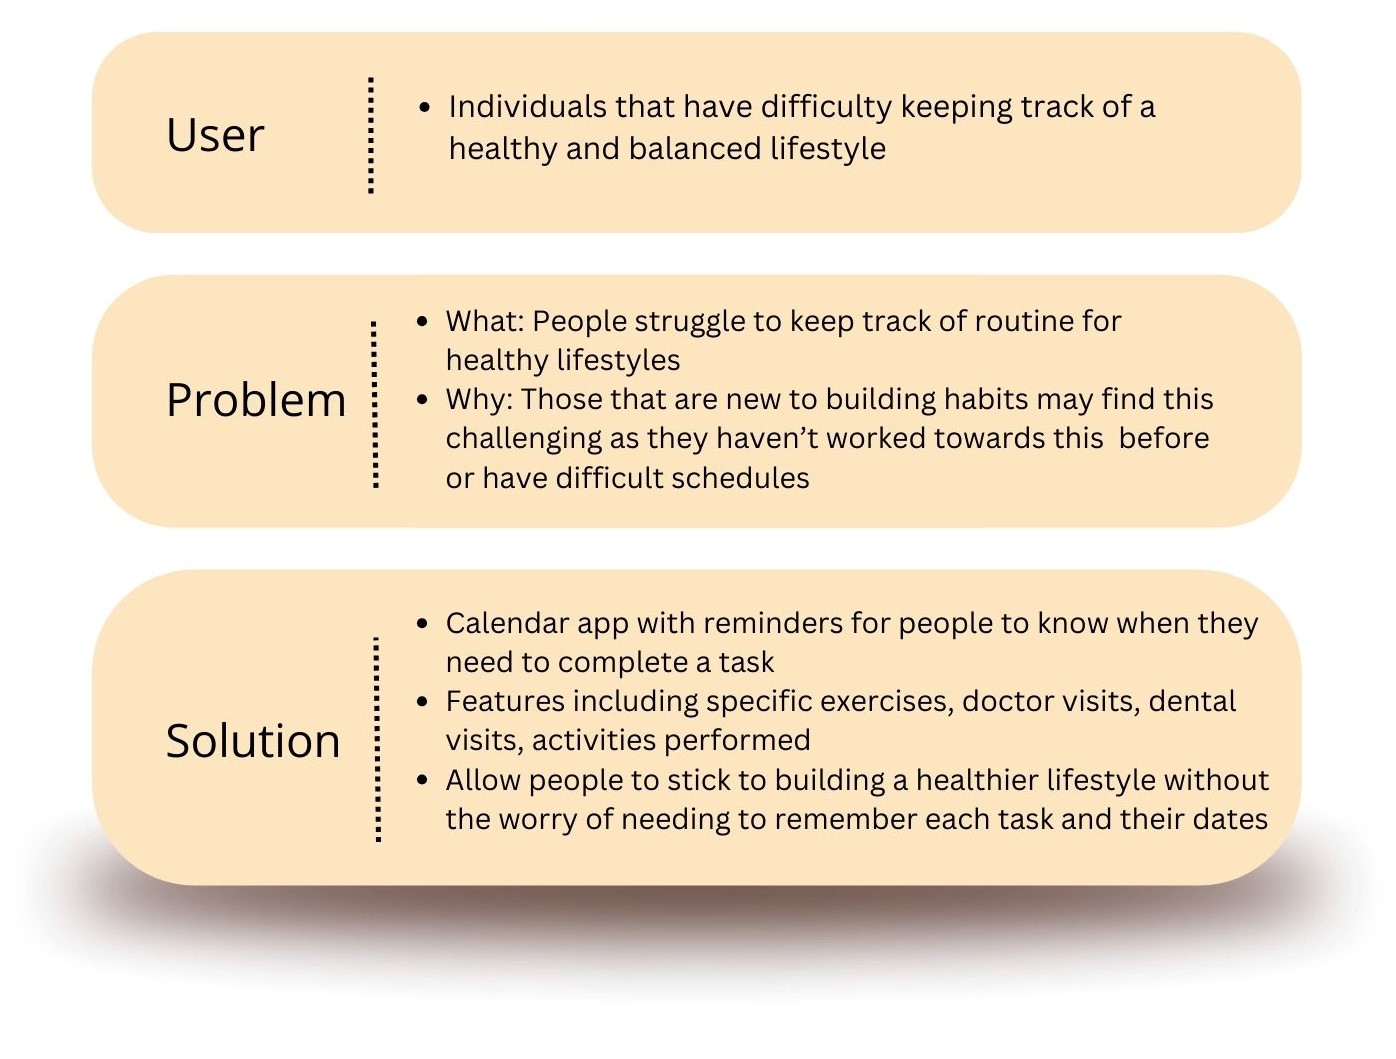 User
• Individuals that have difficulty keeping track of a
healthy and balanced lifestyle
Problem
• What: People struggle to keep track of routine for
healthy lifestyles
• Why: Those that are new to building habits may find this
challenging as they haven’t worked towards this  before
or have difficult schedules
Solution
• Calendar app with reminders for people to know when they
need to complete a task
• Features including specific exercises, doctor visits, dental
visits, activities performed
• Allow people to stick to building a healthier lifestyle without
the worry of needing to remember each task and their dates